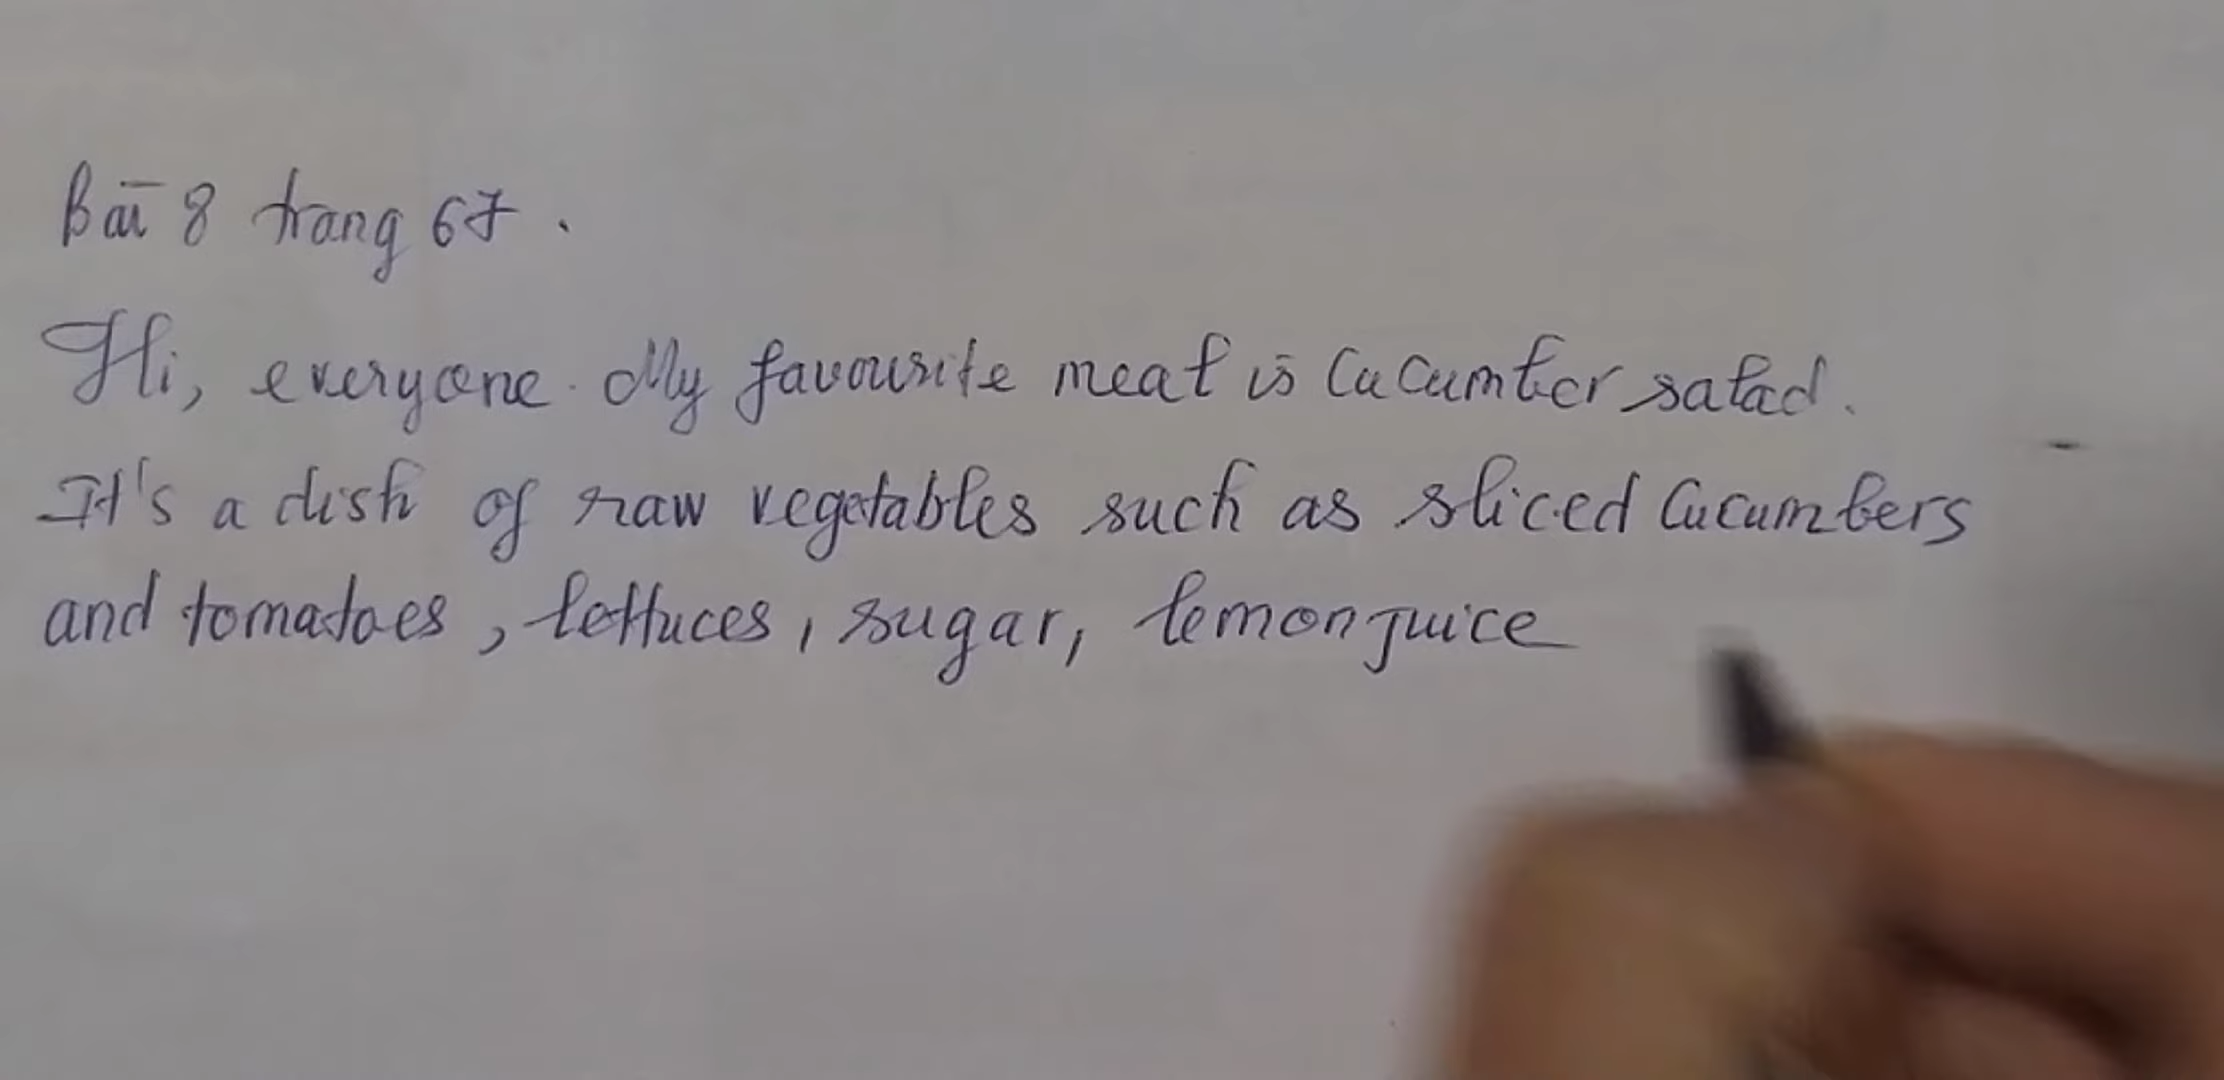 Bài 8 trang 67.
Hi, everyone. My favourite meat is Cucumber salad.
It's a dish of raw vegetables such as sliced Cucumbers
and tomatoes, lettuces, sugar, lemon juice